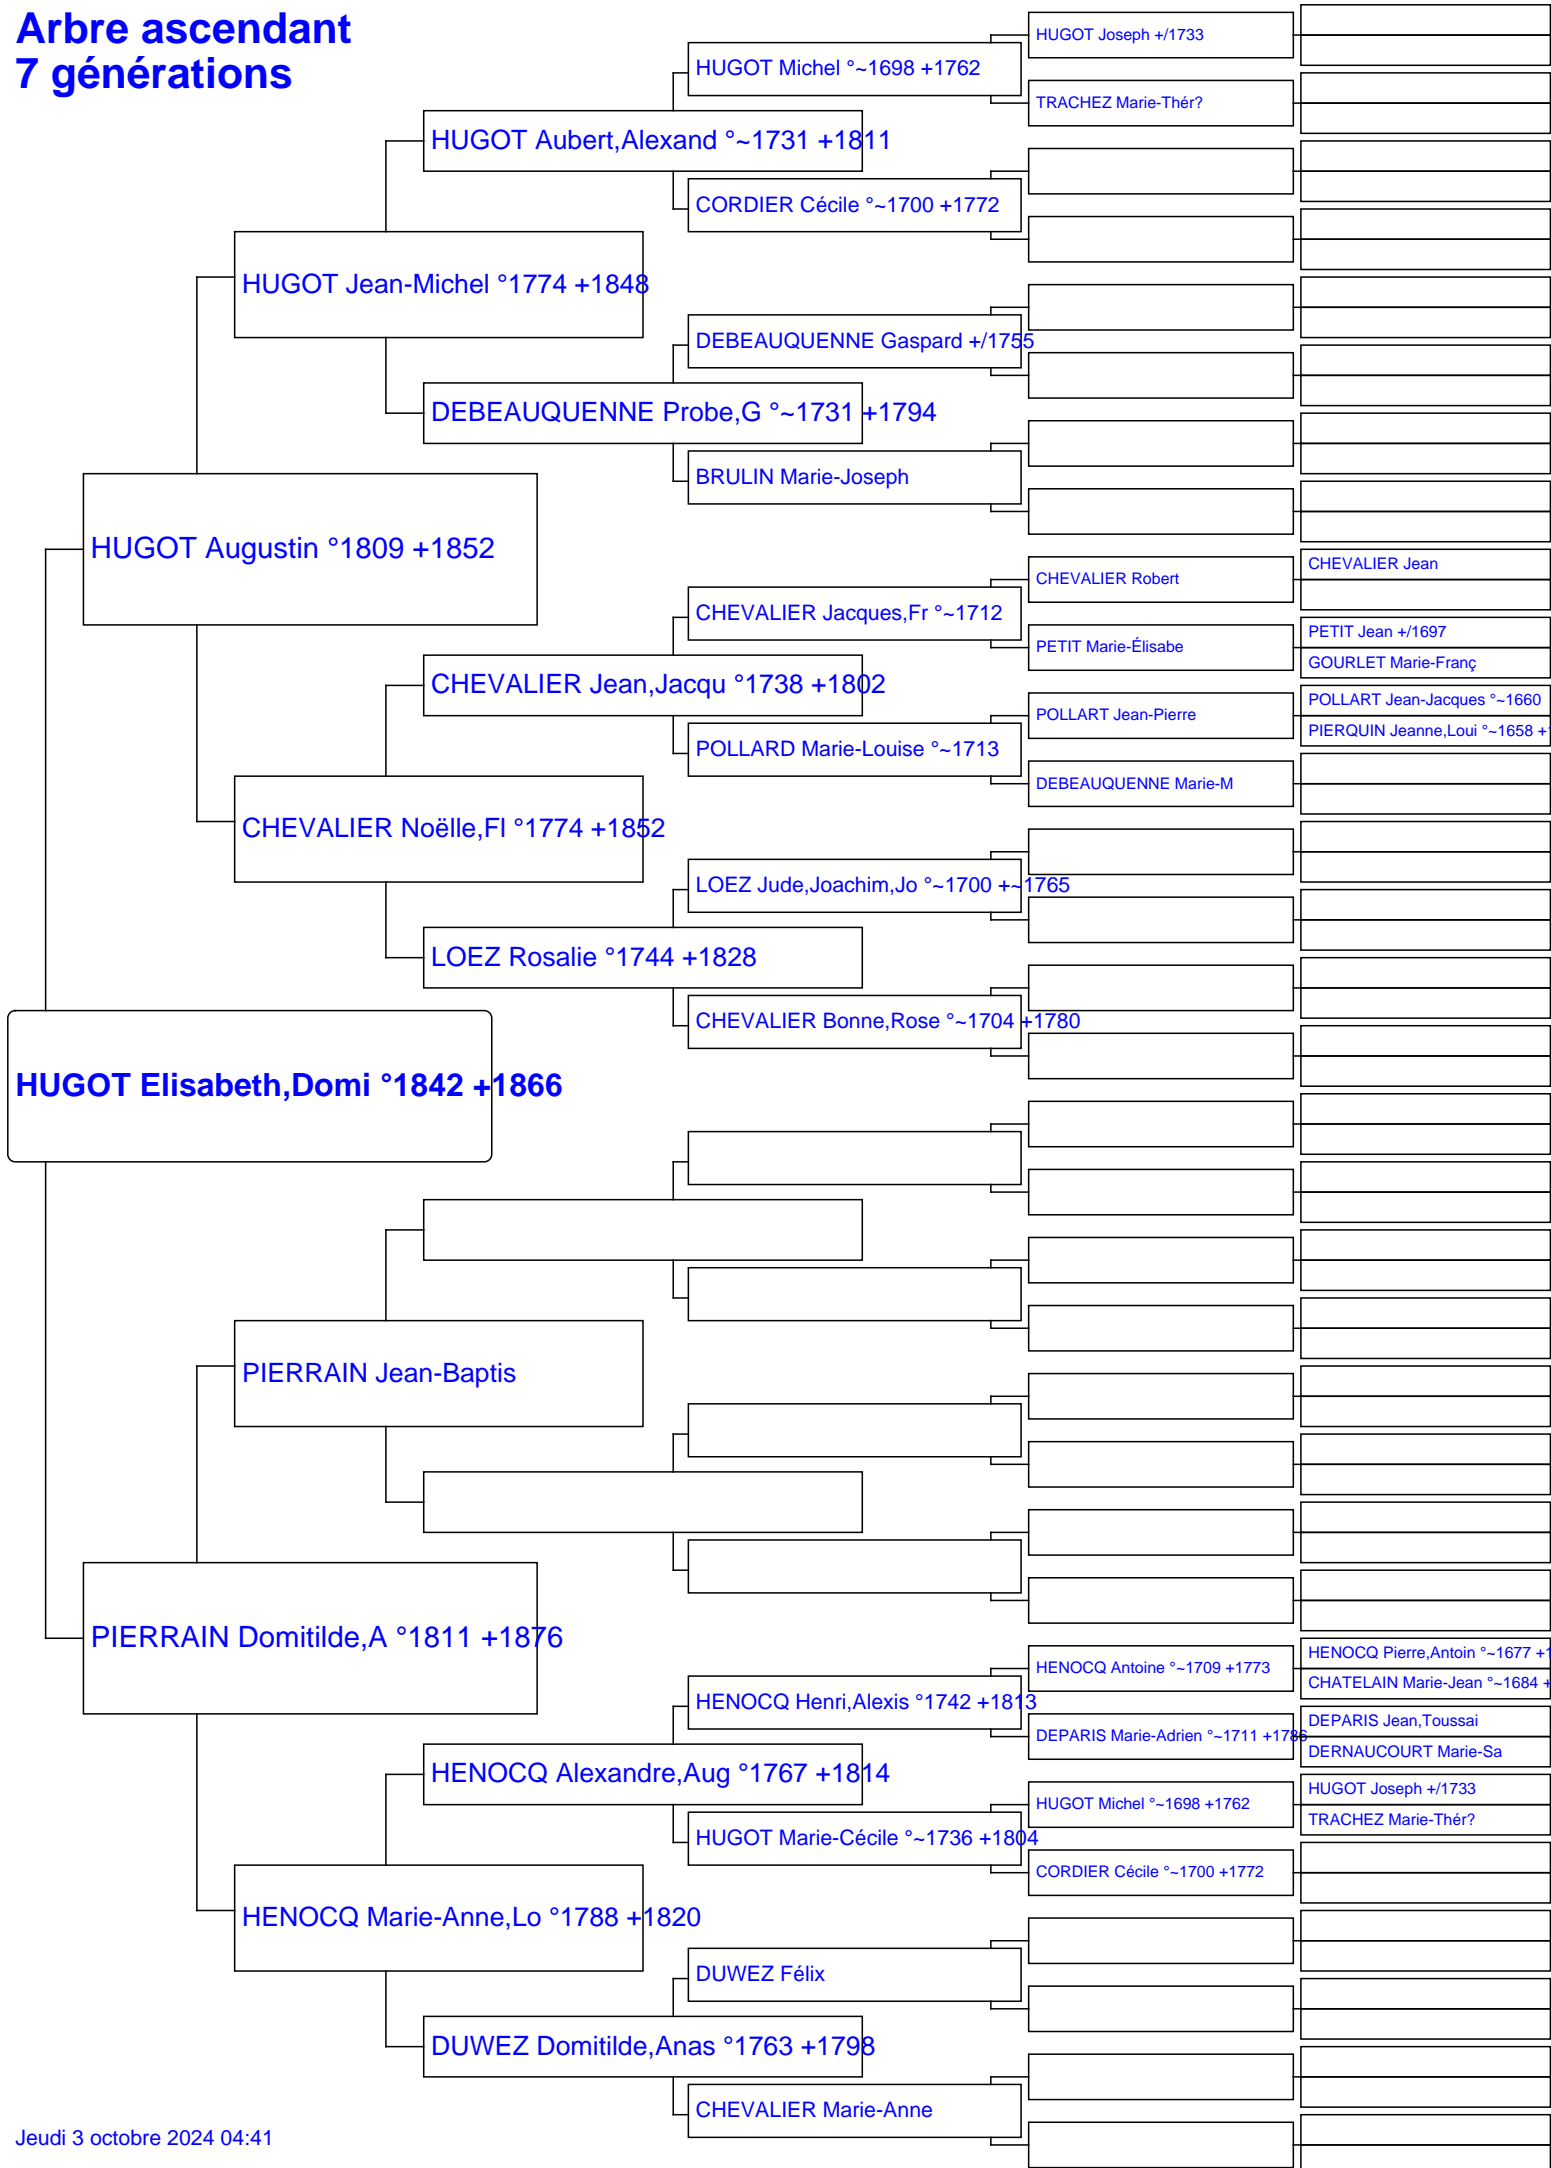 Arbre ascendant
7 générations
HUGOT Joseph +/1733
HUGOT Michel °~1698 +1762
TRACHEZ Marie-Thér?
HUGOT Aubert,Alexand °~1731 +1811
CORDIER Cécile °~1700 +1772
HUGOT Jean-Michel °1774 +1848
DEBEAUQUENNE Gaspard +/1755
DEBEAUQUENNE Probe,G °~1731 +1794
BRULIN Marie-Joseph
HUGOT Augustin °1809 +1852
CHEVALIER Jean
CHEVALIER Robert
CHEVALIER Jacques,Fr °~1712
PETIT Jean +/1697
PETIT Marie-Élisabe
GOURLET Marie-Franç
CHEVALIER Jean,Jacqu °1738 +1802
POLLART Jean-Jacques °~1660
POLLART Jean-Pierre
PIERQUIN Jeanne,Loui °~1658 +
POLLARD Marie-Louise °~1713
DEBEAUQUENNE Marie-M
CHEVALIER Noëlle,Fl °1774 +1852
LOEZ Jude,Joachim,Jo °~1700 +~1765
LOEZ Rosalie °1744 +1828
CHEVALIER Bonne,Rose °~1704 +1780
HUGOT Elisabeth,Domi °1842 +1866
PIERRAIN Jean-Baptis
PIERRAIN Domitilde,A °1811 +1876
HENOCQ Pierre,Antoin °~1677 +1
HENOCQ Antoine °~1709 +1773
CHATELAIN Marie-Jean °~1684 +
HENOCQ Henri,Alexis °1742 +1813
DEPARIS Jean,Toussai
DEPARIS Marie-Adrien °~1711 +1786
DERNAUCOURT Marie-Sa
HENOCQ Alexandre,Aug °1767 +1814
HUGOT Joseph +/1733
HUGOT Michel °~1698 +1762
TRACHEZ Marie-Thér?
HUGOT Marie-Cécile °~1736 +1804
CORDIER Cécile °~1700 +1772
HENOCQ Marie-Anne,Lo °1788 +1820
DUWEZ Félix
DUWEZ Domitilde,Anas °1763 +1798
CHEVALIER Marie-Anne
Jeudi 3 octobre 2024 04:41